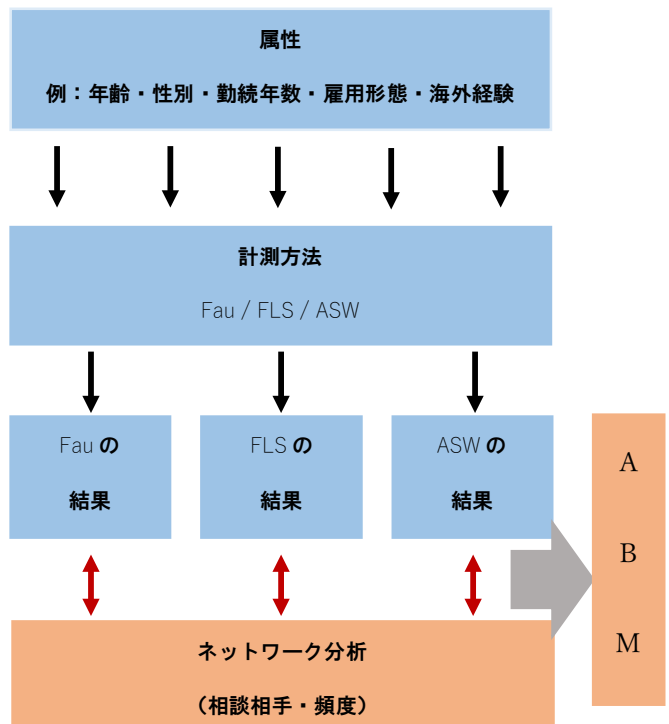 属性
例：年齢・性別・勤続年数・雇用形態・海外経験
計測方法
Fau / FLS / ASW
Fau の
結果
FLS の
結果
ASW の
結果
A
B
M
ネットワーク分析
（相談相手・頻度）